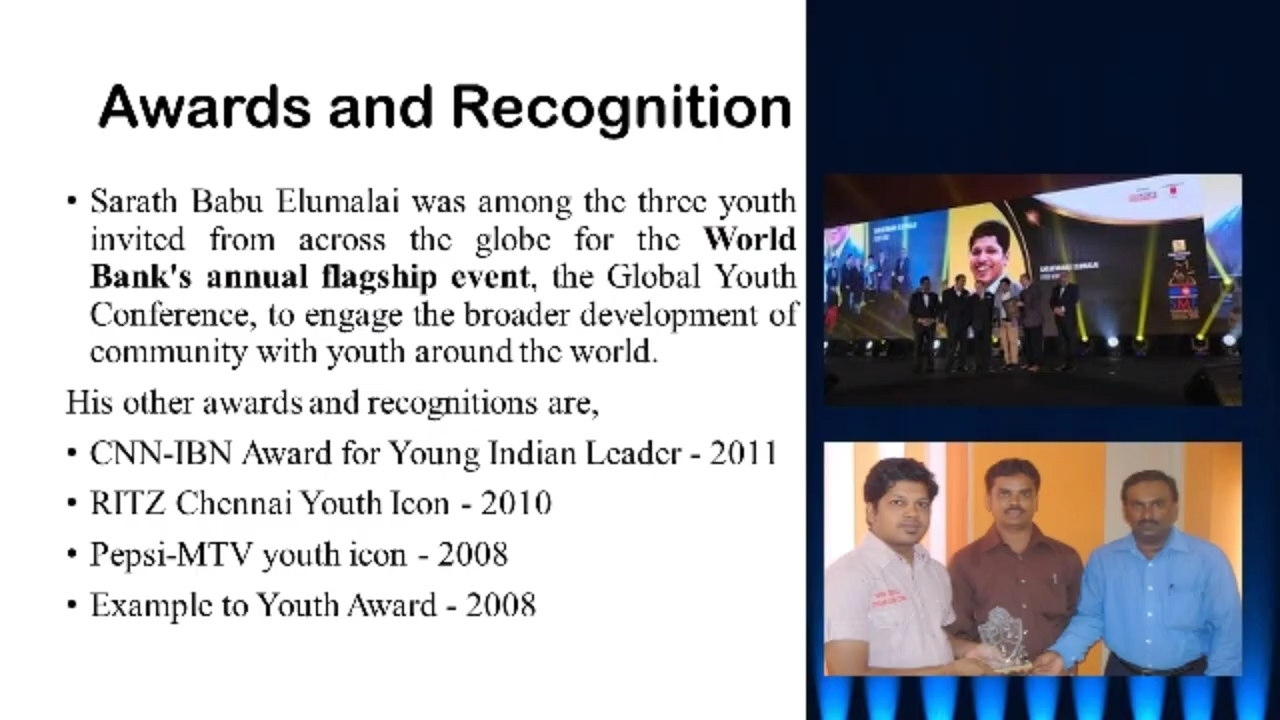 Awards and Recognition
• Sarath Babu Elumalai was among the three youth
invited from across the globe for the World
Bank's annual flagship event, the Global Youth
Conference, to engage the broader development of
community with youth around the world.
His other awards and recognitions are,
• CNN-IBN Award for Young Indian Leader - 2011
• RITZ Chennai Youth Icon - 2010
• Pepsi-MTV youth icon - 2008
• Example to Youth Award - 2008